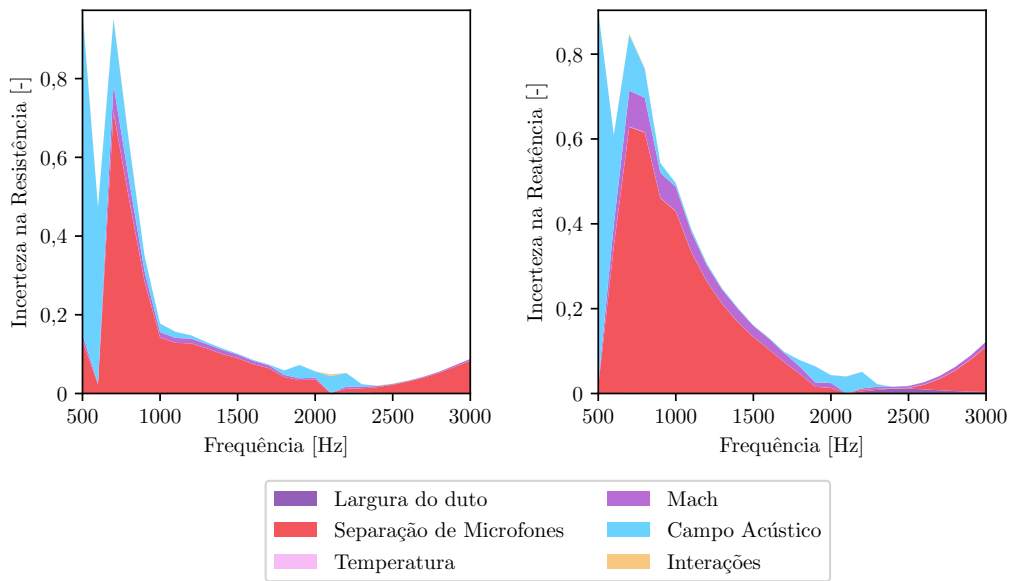 Incerteza na Resistência [-]
0,8
0,6
0,4
0,2
0
500 1000 1500 2000 2500 3000
Frequência [Hz]
Incerteza na Reatência [-]
0,8
0,6
0,4
0,2
0
500 1000 1500 2000 2500 3000
Frequência [Hz]
Largura do duto
Separação de Microfones
Temperatura
Mach
Campo Acústico
Interações